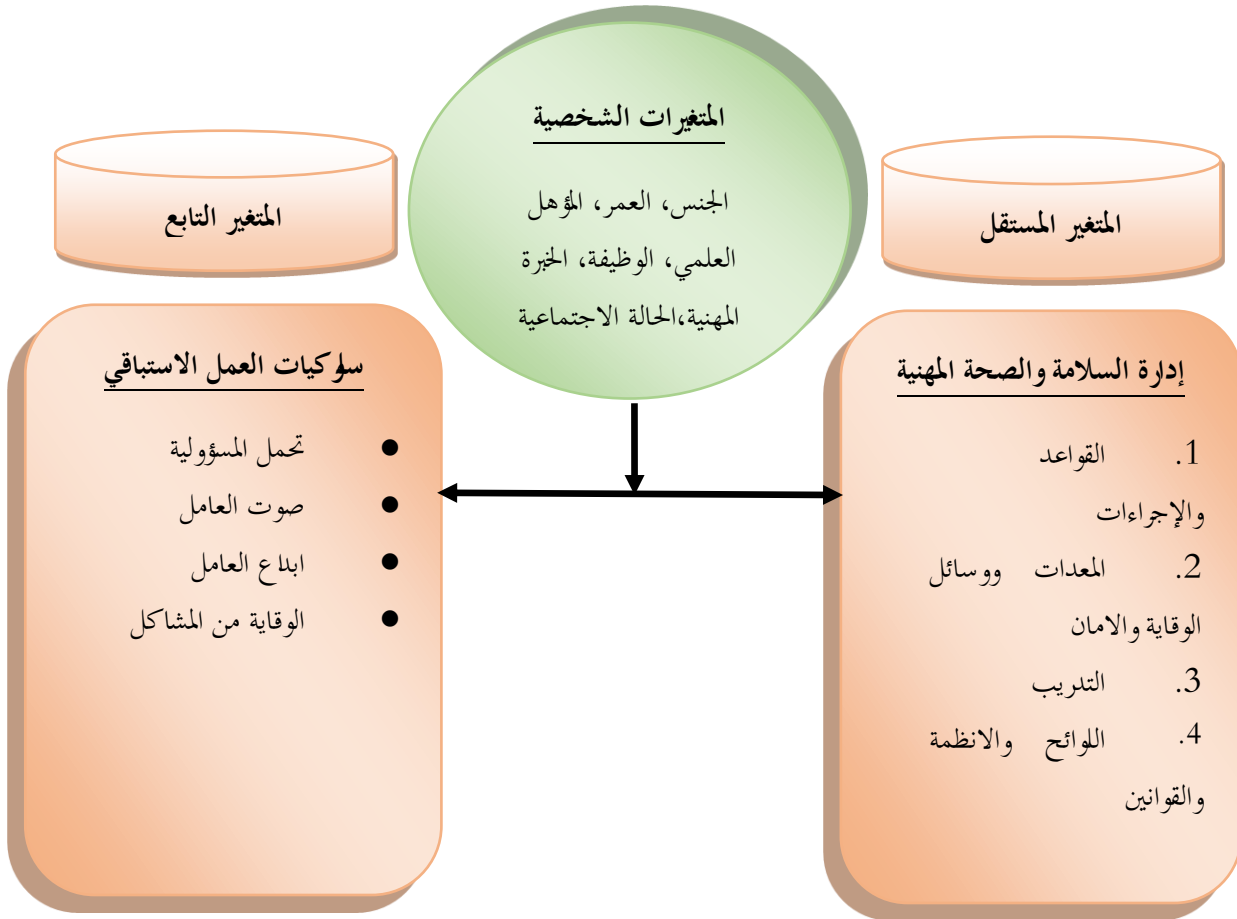 المتغيرات الشخصية
الجنس، العمر، المؤهل
العلمي، الوظيفة، الخبرة
المهنية،الحالة الاجتماعية
المتغير المستقل
إدارة السلامة والصحة المهنية
1. القواعد
والإجراءات
2. المعدات ووسائل
الوقاية والامان
3. التدريب
4. اللوائح والانظمة
والقوانين
المتغير التابع
سلوكيات العمل الاستباقي
● تحمل المسؤولية
● صوت العامل
● ابداع العامل
● الوقاية من المشاكل